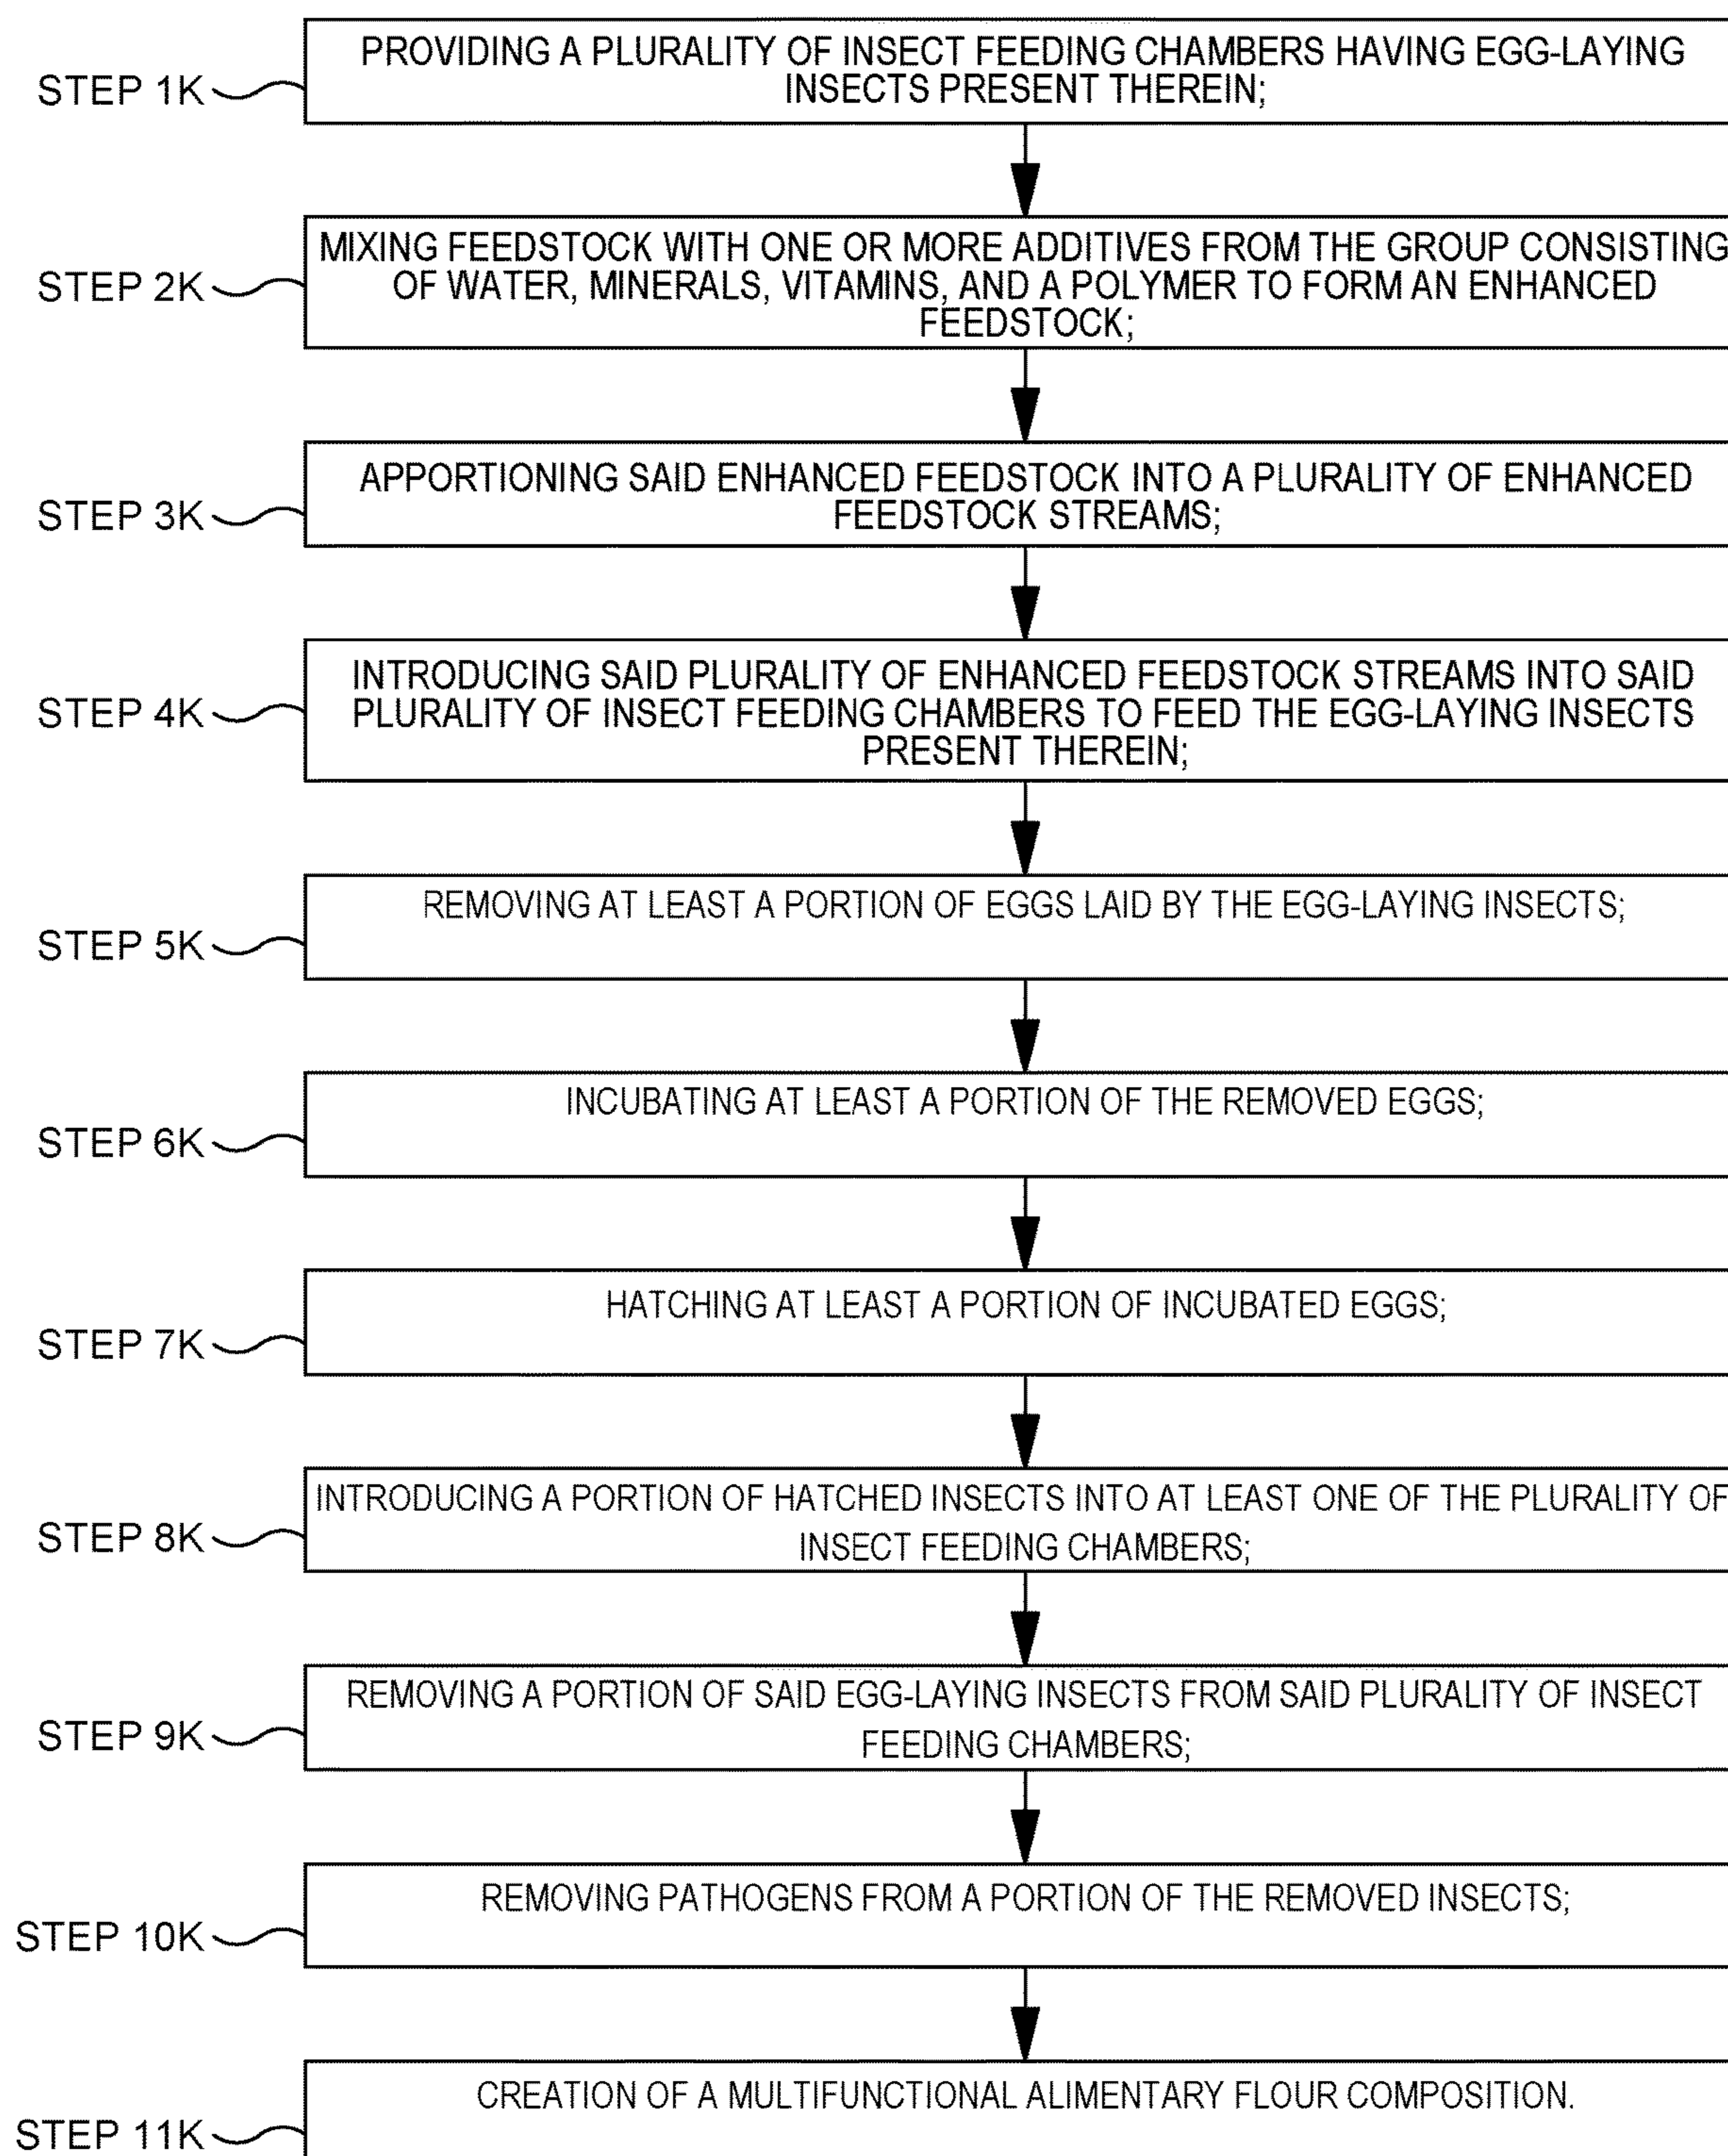 PROVIDING A PLURALITY OF INSECT FEEDING CHAMBERS HAVING EGG-LAYING
STEP 1K
INSECTS PRESENT THEREIN;
MIXING FEEDSTOCK WITH ONE OR MORE ADDITIVES FROM THE GROUP CONSISTING
STEP 2K
OF WATER, MINERALS, VITAMINS, AND A POLYMER TO FORM AN ENHANCED
FEEDSTOCK;
APPORTIONING SAID ENHANCED FEEDSTOCK INTO A PLURALITY OF ENHANCED
STEP 3K
FEEDSTOCK STREAMS;
INTRODUCING SAID PLURALITY OF ENHANCED FEEDSTOCK STREAMS INTO SAID
STEP 4K
PLURALITY OF INSECT FEEDING CHAMBERS TO FEED THE EGG-LAYING INSECTS
PRESENT THEREIN;
REMOVING AT LEAST A PORTION OF EGGS LAID BY THE EGG-LAYING INSECTS;
STEP 5K
INCUBATING AT LEAST A PORTION OF THE REMOVED EGGS;
STEP 6K
HATCHING AT LEAST A PORTION OF INCUBATED EGGS;
STEP 7K
INTRODUCING A PORTION OF HATCHED INSECTS INTO AT LEAST ONE OF THE PLURALITY OF
STEP 8K
INSECT FEEDING CHAMBERS;
REMOVING A PORTION OF SAID EGG-LAYING INSECTS FROM SAID PLURALITY OF INSECT
STEP 9K
FEEDING CHAMBERS;
REMOVING PATHOGENS FROM A PORTION OF THE REMOVED INSECTS;
STEP 10K
CREATION OF A MULTIFUNCTIONAL ALIMENTARY FLOUR COMPOSITION.
STEP 11K